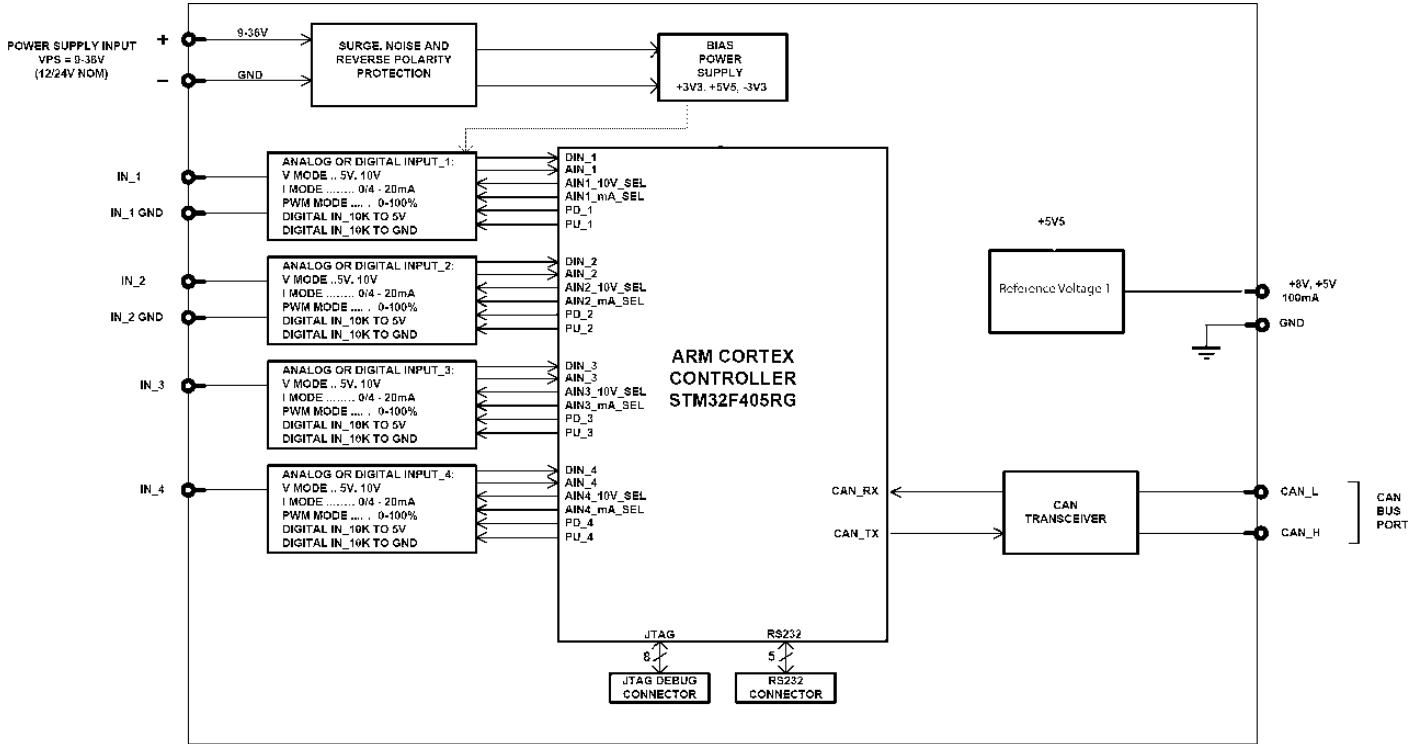 POWER SUPPLY INPUT
VPS = 9-36V
(12/24V NOM)
+
–
9-36V
GND
SURGE, NOISE AND
REVERSE POLARITY
PROTECTION
BIAS
POWER
SUPPLY
+3V3, +5V5, -3V3
IN_1
IN_1 GND
ANALOG OR DIGITAL INPUT_1:
V MODE .. 5V, 10V
I MODE ........ 0/4 - 20mA
PWM MODE .... . 0-100%
DIGITAL IN_10K TO 5V
DIGITAL IN_10K TO GND
DIN_1
AIN_1
AIN1_10V_SEL
AIN1_mA_SEL
PD_1
PU_1
IN_2
IN_2 GND
ANALOG OR DIGITAL INPUT_2:
V MODE ..5V, 10V
I MODE ........ 0/4 - 20mA
PWM MODE .... . 0-100%
DIGITAL IN_10K TO 5V
DIGITAL IN_10K TO GND
DIN_2
AIN_2
AIN2_10V_SEL
AIN2_mA_SEL
PD_2
PU_2
IN_3
ANALOG OR DIGITAL INPUT_3:
V MODE .. 5V, 10V
I MODE ........ 0/4 - 20mA
PWM MODE .... . 0-100%
DIGITAL IN_10K TO 5V
DIGITAL IN_10K TO GND
DIN_3
AIN_3
AIN3_10V_SEL
AIN3_mA_SEL
PD_3
PU_3
IN_4
ANALOG OR DIGITAL INPUT_4:
V MODE .. 5V, 10V
I MODE ........ 0/4 - 20mA
PWM MODE .... . 0-100%
DIGITAL IN_10K TO 5V
DIGITAL IN_10K TO GND
DIN_4
AIN_4
AIN4_10V_SEL
AIN4_mA_SEL
PD_4
PU_4
ARM CORTEX
CONTROLLER
STM32F405RG
+5V5
Reference Voltage 1
+8V, +5V
100mA
GND
CAN_RX
CAN_TX
CAN
TRANSCEIVER
CAN_L
CAN_H
CAN
BUS
PORT
JTAG
RS232
8
5
JTAG DEBUG
CONNECTOR
RS232
CONNECTOR